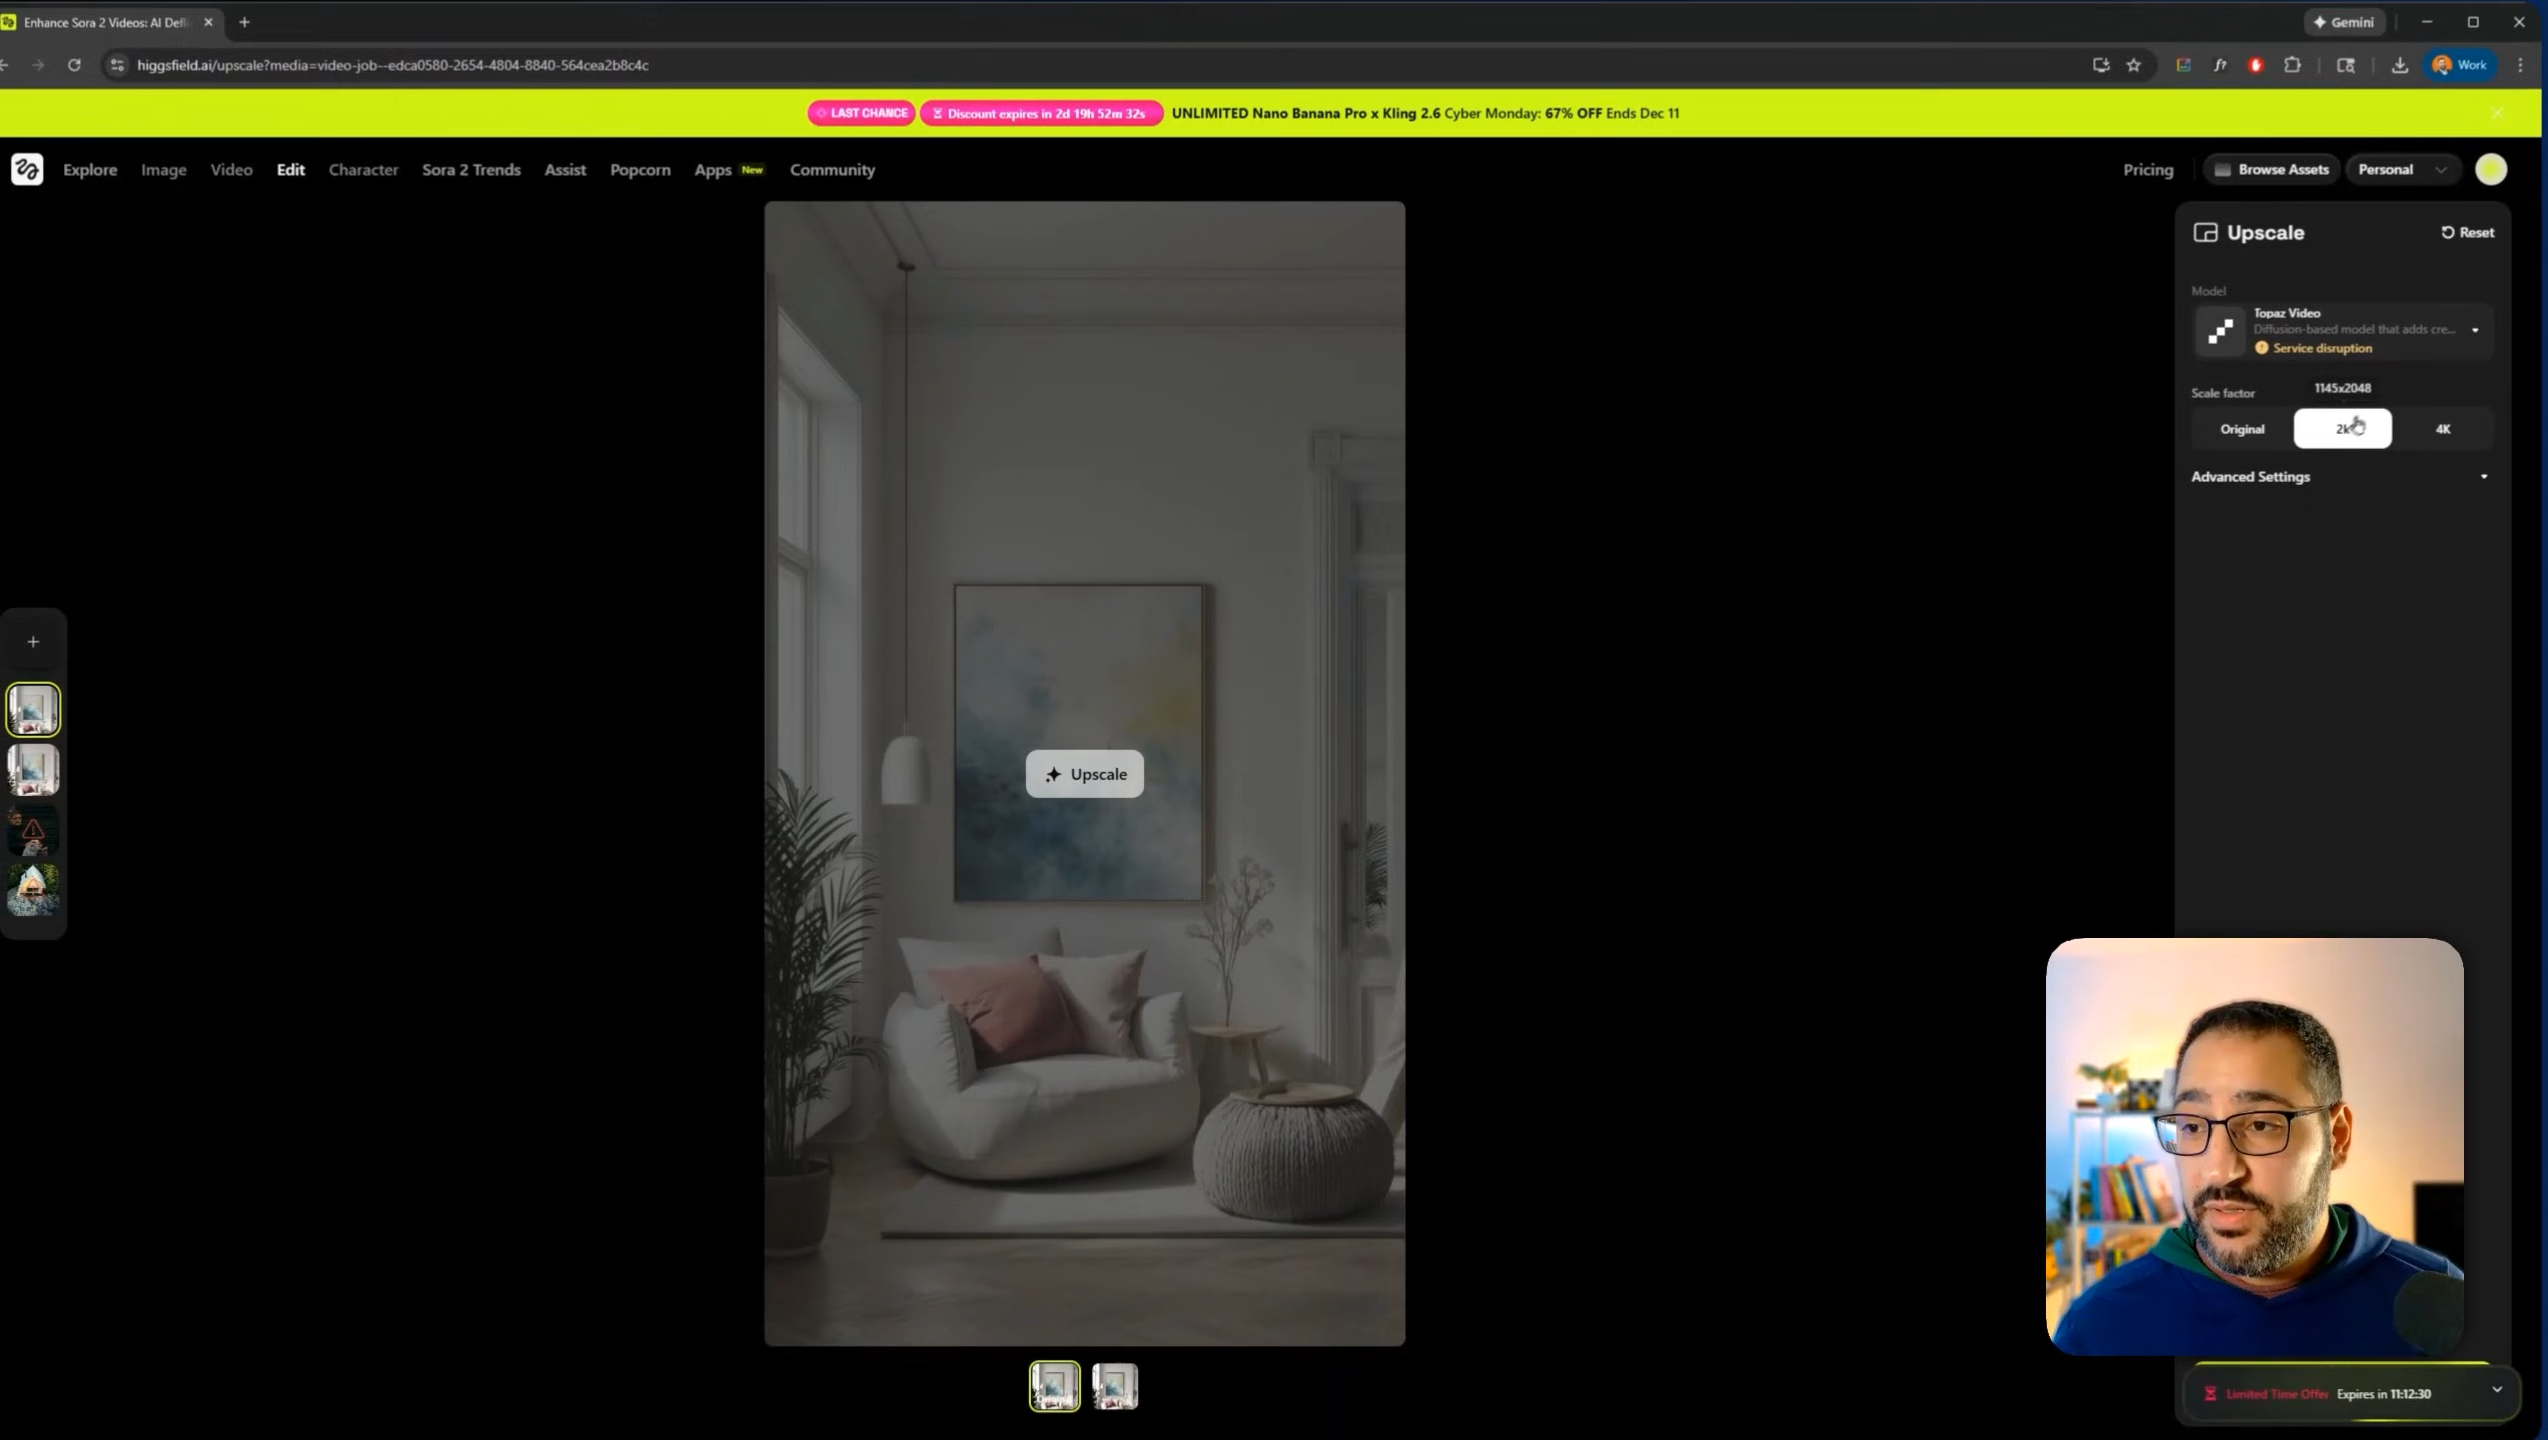 Enhance Sora 2 Videos: AI Defl
Gemini
higgsfield.ai/upscale?media=video-job--edca0580-2654-4804-8840-564cea2b8c4c
Work
LAST CHANCE
Discount expires in 2d 19h 52m 32s
UNLIMITED Nano Banana Pro x Kling 2.6 Cyber Monday: 67% OFF Ends Dec 11
Explore
Image
Video
Edit
Character
Sora 2 Trends
Assist
Popcorn
Apps New
Community
Pricing
Browse Assets
Personal
Upscale
Reset
Model
Topaz Video
Diffusion-based model that adds cre...
Service disruption
Scale factor
1145x2048
Original
2k
4K
Advanced Settings
Upscale
Limited Time Offer Expires in 11:12:30